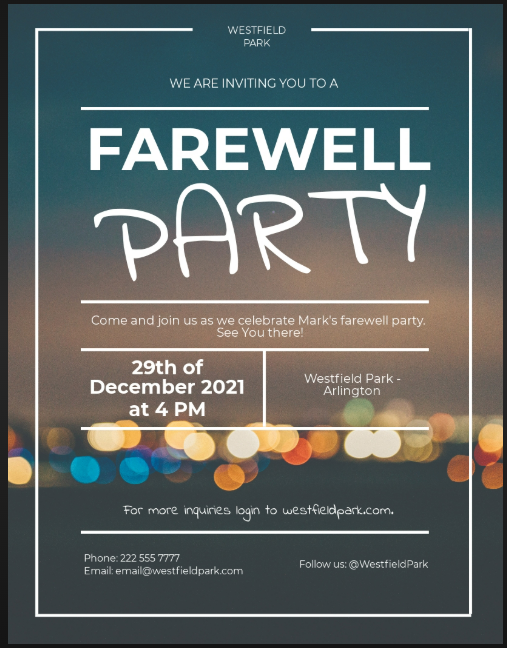 WESTFIELD
PARK
WE ARE INVITING YOU TO A
FAREWELL
PARTY
Come and join us as we celebrate Mark's farewell party.
See You there!
29th of
December 2021
at 4 PM
Westfield Park -
Arlington
For more inquiries login to westfieldpark.com.
Phone: 222 555 7777
Email: email@westfieldpark.com
Follow us: @WestfieldPark